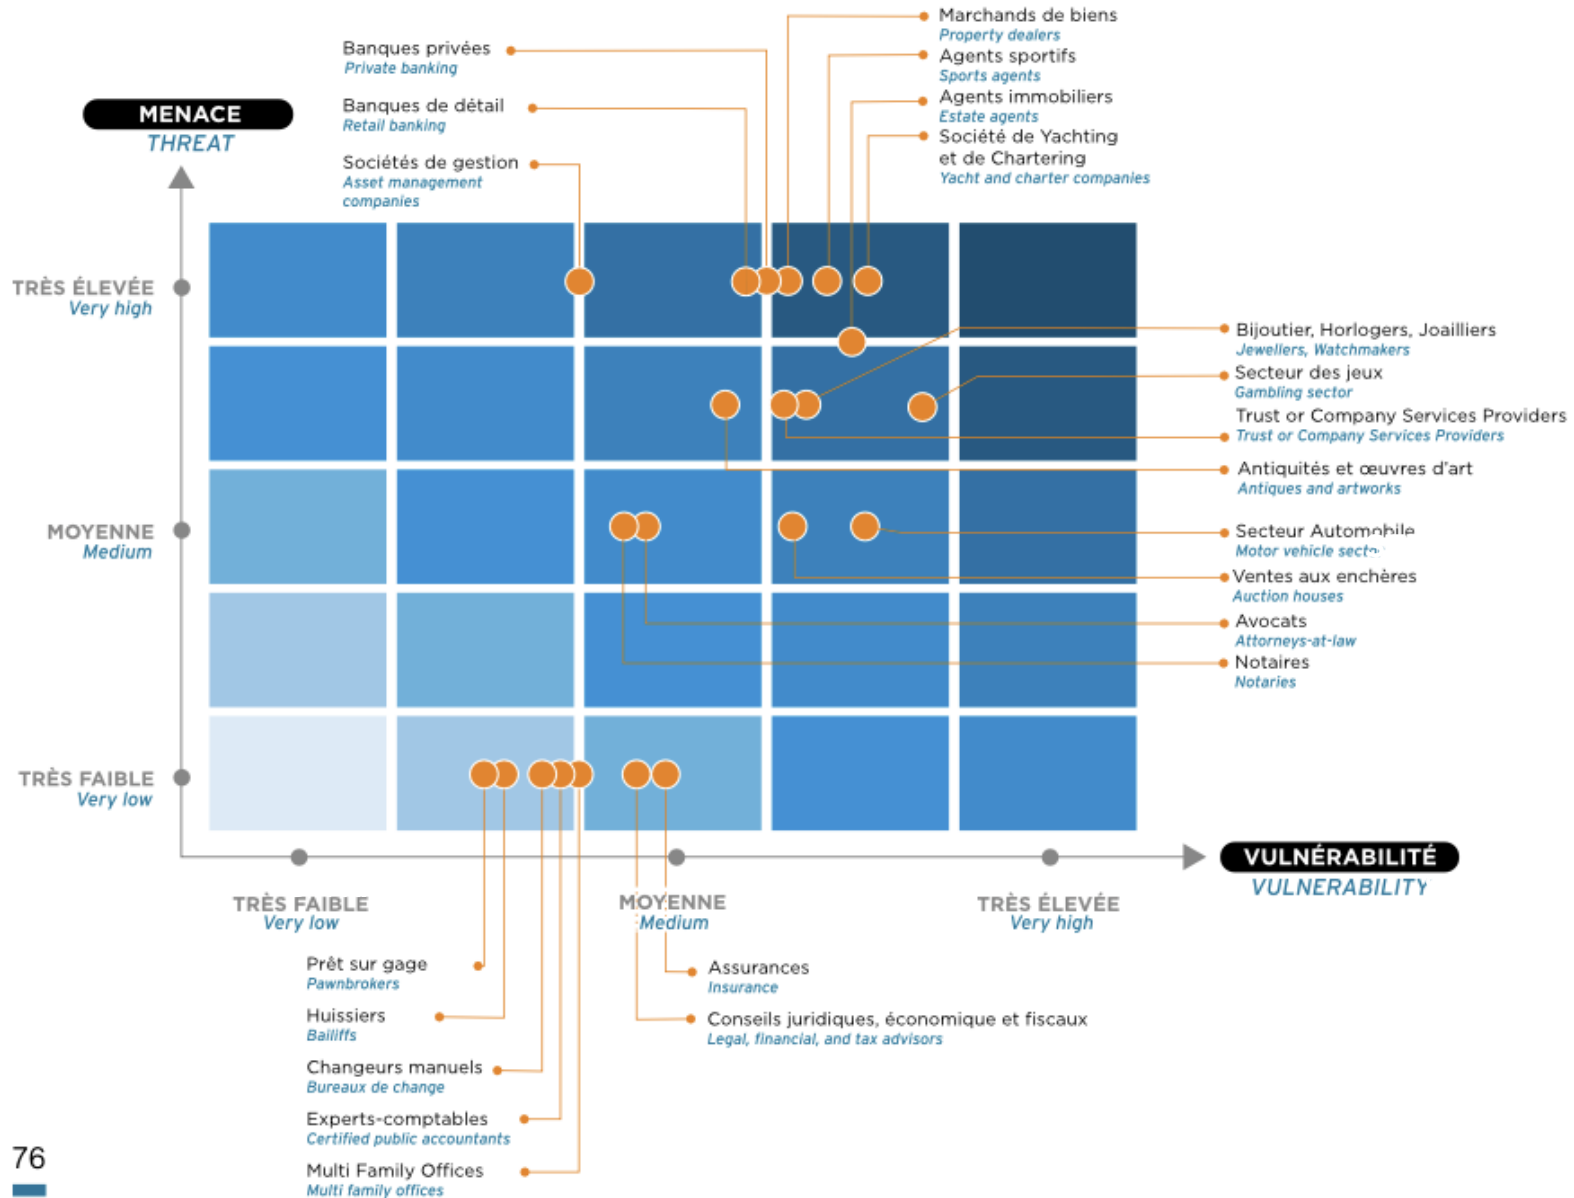 Marchands de biens
Property dealers
Banques privées
Private banking
Agents sportifs
Sports agents
Banques de détail
Retail banking
Agents immobiliers
Estate agents
MENACE
THREAT
Société de Yachting
et de Chartering
Yacht and charter companies
Sociétés de gestion
Asset management
companies
TRÈS ÉLEVÉE
Very high
Bijoutier, Horlogers, Joailliers
Jewellers, Watchmakers
Secteur des jeux
Gambling sector
Trust or Company Services Providers
Trust or Company Services Providers
Antiquités et œuvres d'art
Antiques and artworks
MOYENNE
Medium
Secteur Automobile
Motor vehicle
Ventes aux enchères
Auction houses
Avocats
Attorneys-at-law
Notaires
Notaries
TRÈS FAIBLE
Very low
VULNÉRABILITÉ
VULNERABILITY
TRÈS FAIBLE
Very low
MOYENNE
Medium
TRÈS ÉLEVÉE
Very high
Prêt sur gage
Pawnbrokers
Huissiers
Bailiffs
Changeurs manuels
Bureaux de change
Experts-comptables
Certified public accountants
Multi Family Offices
Multi family offices
Assurances
Insurance
Conseils juridiques, économique et fiscaux
Legal, financial, and tax advisors
76